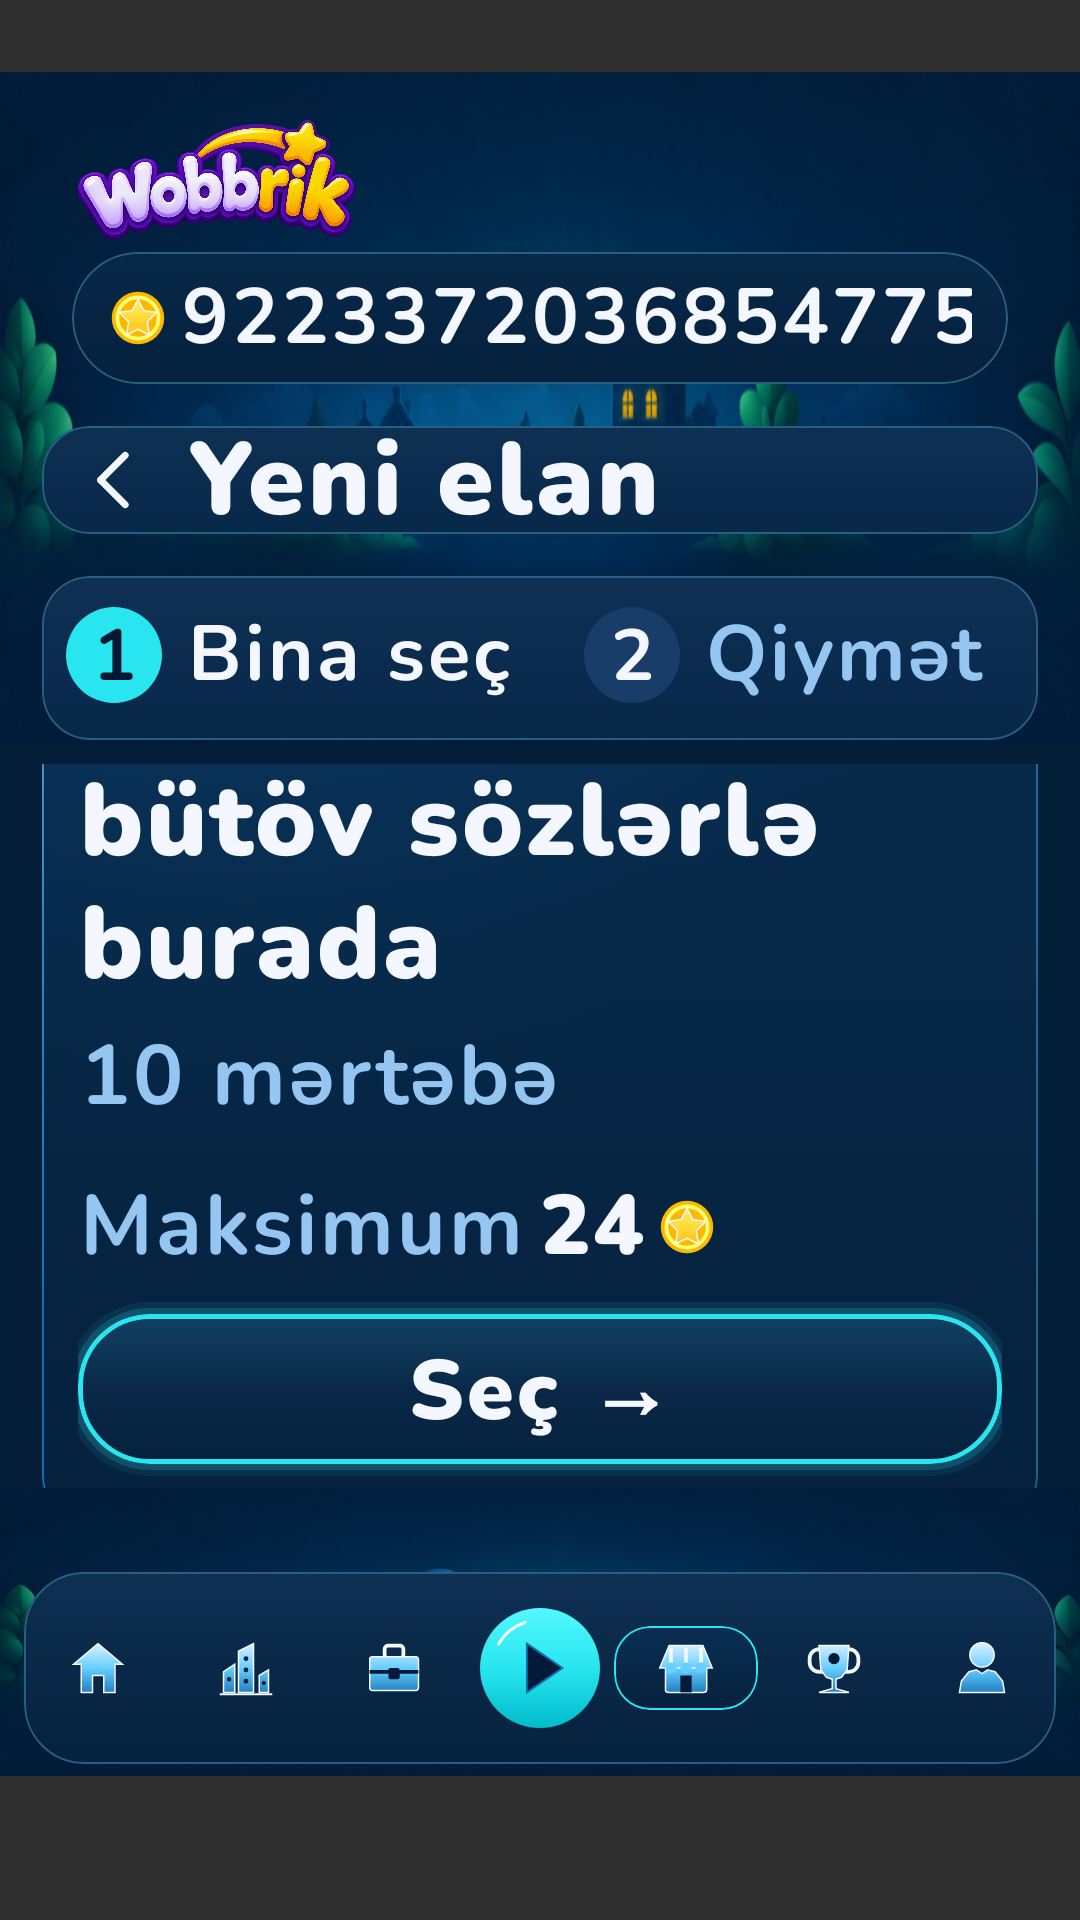 Wobbrik
9223372036854775
Yeni elan
1 Bina seç 2 Qiymət
bütöv sözlərlə
burada
10 mərtəbə
Maksimum 24
Seç →